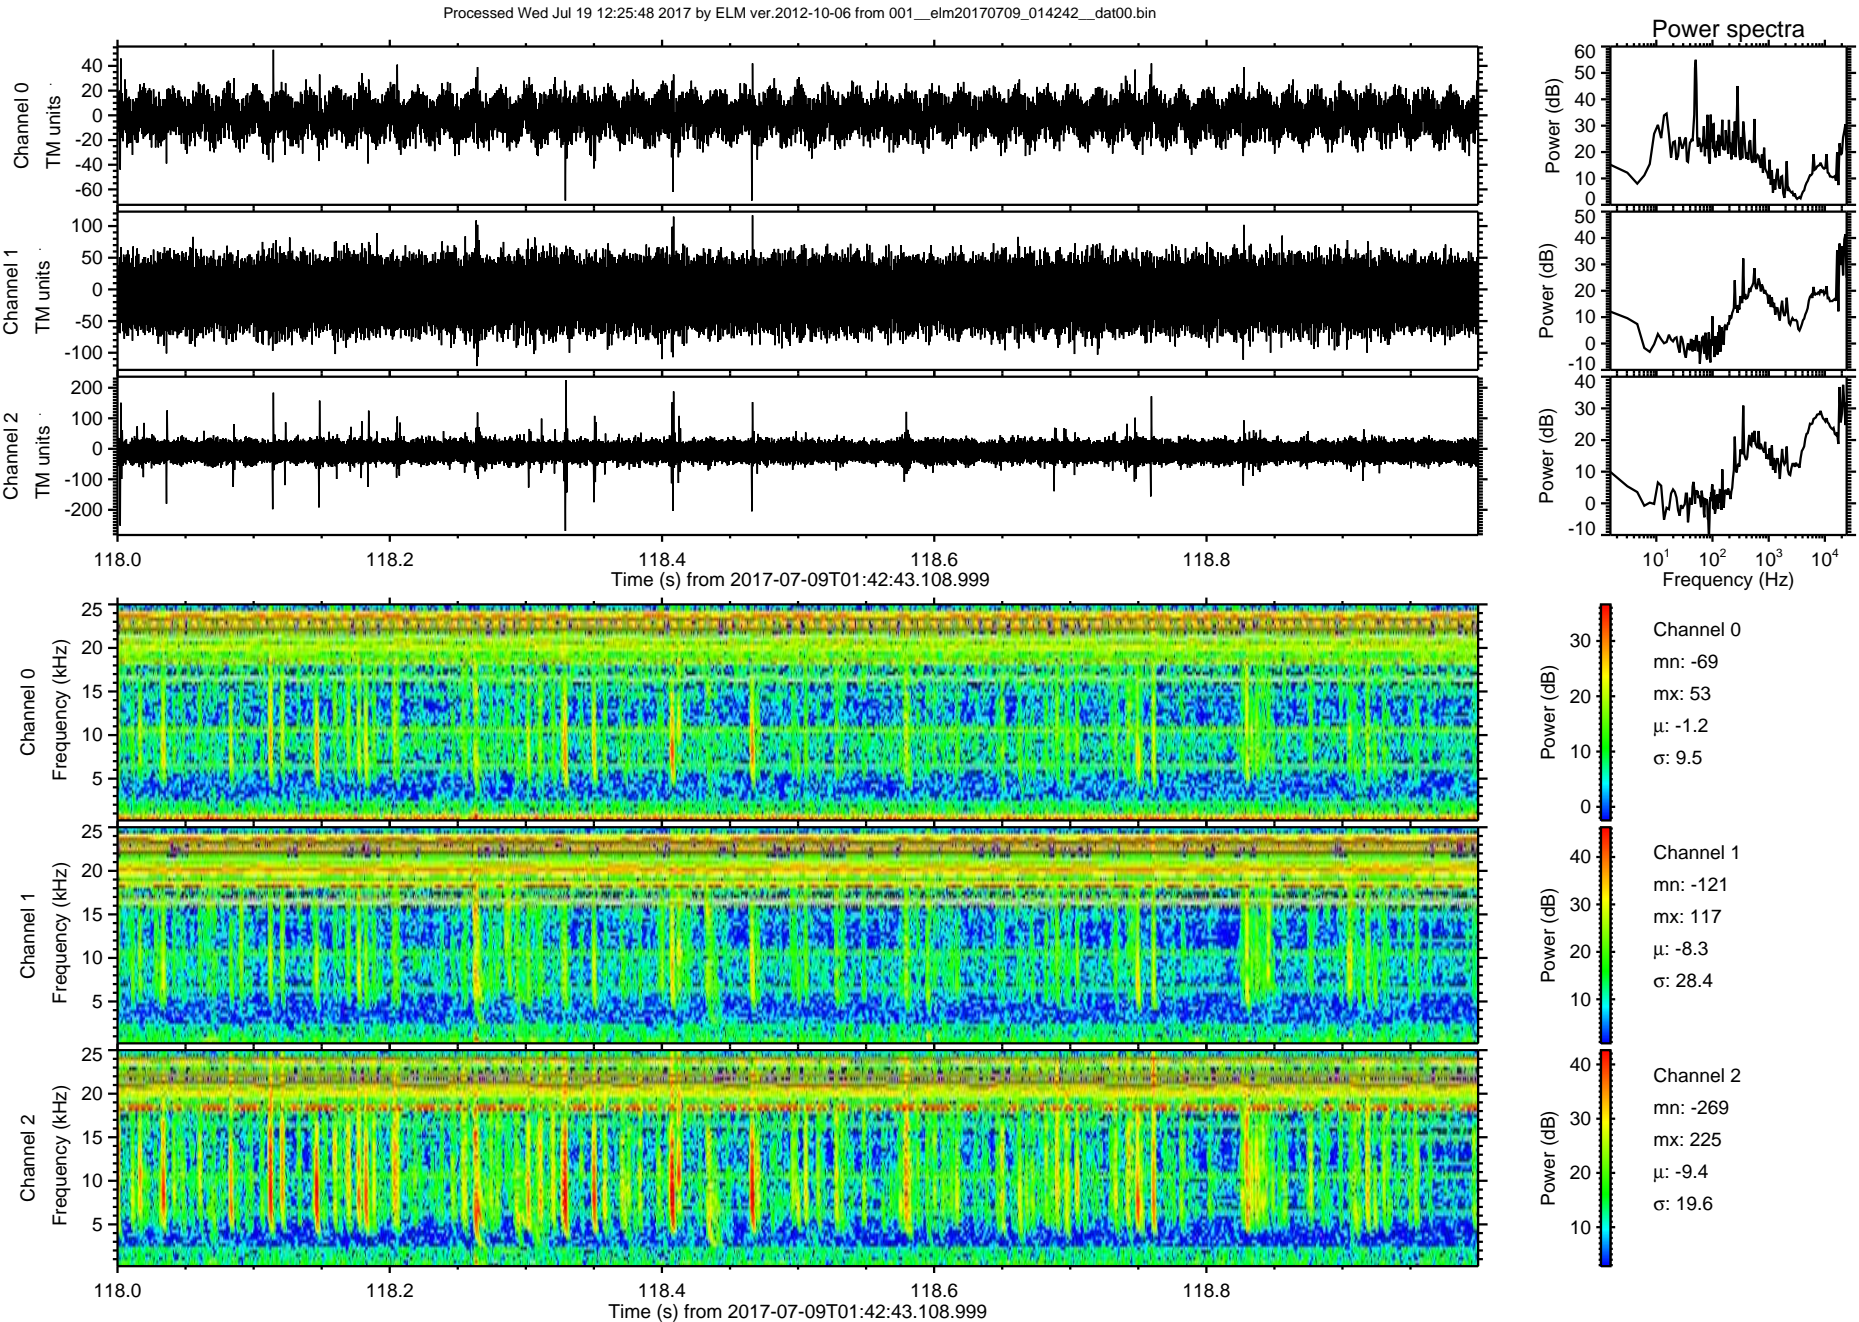 Processed Wed Jul 19 12:25:48 2017 by ELM ver.2012-10-06 from 001__elm20170709_014242__dat00.bin
Power spectra
Channel 0
TM units
40
20
0
-20
-40
-60
Power (dB)
60
50
40
30
20
10
0
Channel 1
TM units
100
50
0
-50
-100
Power (dB)
50
40
30
20
10
0
-10
Channel 2
TM units
200
100
0
-100
-200
Power (dB)
40
30
20
10
0
-10
118.0 118.2 118.4 118.6 118.8
Time (s) from 2017-07-09T01:42:43.108.999
10¹ 10² 10³ 10⁴
Frequency (Hz)
Channel 0
Frequency (kHz)
25
20
15
10
5
Power (dB)
30
20
10
0
Channel 0
mn: -69
mx: 53
μ: -1.2
σ: 9.5
Channel 1
Frequency (kHz)
25
20
15
10
5
Power (dB)
40
30
20
10
Channel 1
mn: -121
mx: 117
μ: -8.3
σ: 28.4
Channel 2
Frequency (kHz)
25
20
15
10
5
Power (dB)
40
30
20
10
Channel 2
mn: -269
mx: 225
μ: -9.4
σ: 19.6
118.0 118.2 118.4 118.6 118.8
Time (s) from 2017-07-09T01:42:43.108.999